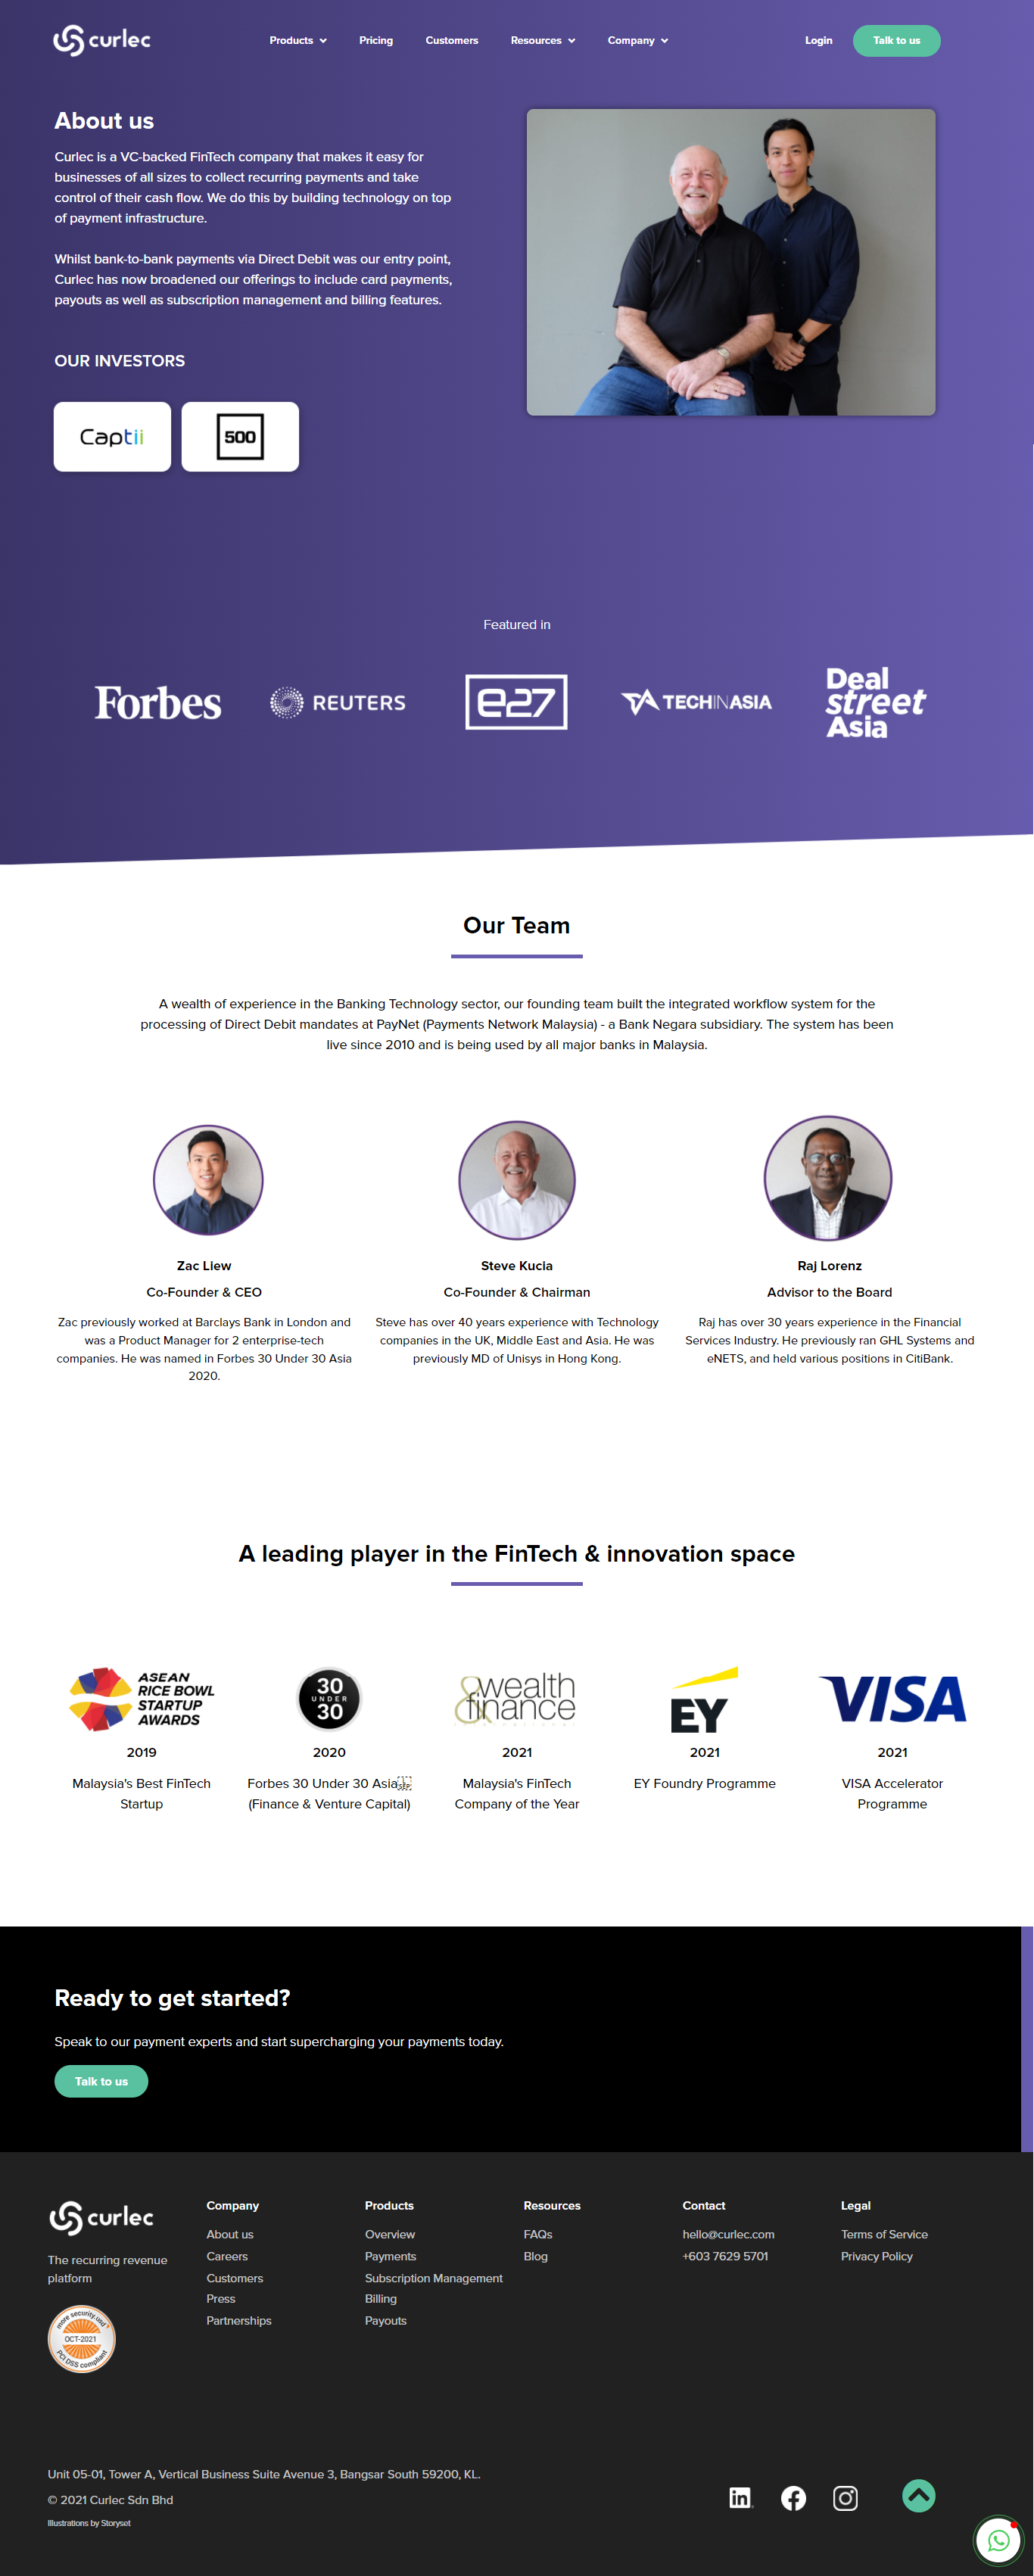 curlec
Products
Pricing
Customers
Resources
Company
Login
Talk to us
About us
Curlec is a VC-backed FinTech company that makes it easy for
businesses of all sizes to collect recurring payments and take
control of their cash flow. We do this by building technology on top
of payment infrastructure.
Whilst bank-to-bank payments via Direct Debit was our entry point,
Curlec has now broadened our offerings to include card payments,
payouts as well as subscription management and billing features.
OUR INVESTORS
Captii
500
Featured in
Forbes
REUTERS
e27
TECHINASIA
Deal
street
Asia
Our Team
A wealth of experience in the Banking Technology sector, our founding team built the integrated workflow system for the
processing of Direct Debit mandates at PayNet (Payments Network Malaysia) - a Bank Negara subsidiary. The system has been
live since 2010 and is being used by all major banks in Malaysia.
Zac Liew
Co-Founder & CEO
Zac previously worked at Barclays Bank in London and
was a Product Manager for 2 enterprise-tech
companies. He was named in Forbes 30 Under 30 Asia
2020.
Steve Kucia
Co-Founder & Chairman
Steve has over 40 years experience with Technology
companies in the UK, Middle East and Asia. He was
previously MD of Unisys in Hong Kong.
Raj Lorenz
Advisor to the Board
Raj has over 30 years experience in the Financial
Services Industry. He previously ran GHL Systems and
eNETS, and held various positions in CitiBank.
A leading player in the FinTech & innovation space
ASEAN
RICE BOWL
STARTUP
AWARDS
2019
Malaysia's Best FinTech
Startup
30
UNDER
30
2020
Forbes 30 Under 30 Asia
(Finance & Venture Capital)
wealth
&finance
international
2021
Malaysia's FinTech
Company of the Year
EY
2021
EY Foundry Programme
VISA
2021
VISA Accelerator
Programme
Ready to get started?
Speak to our payment experts and start supercharging your payments today.
Talk to us
curlec
The recurring revenue
platform
more security.usd
OCT-2021
PCI DSS compliant
Company
About us
Careers
Customers
Press
Partnerships
Products
Overview
Payments
Subscription Management
Billing
Payouts
Resources
FAQs
Blog
Contact
hello@curlec.com
+603 7629 5701
Legal
Terms of Service
Privacy Policy
Unit 05-01, Tower A, Vertical Business Suite Avenue 3, Bangsar South 59200, KL.
© 2021 Curlec Sdn Bhd
Illustrations by Storyset
in